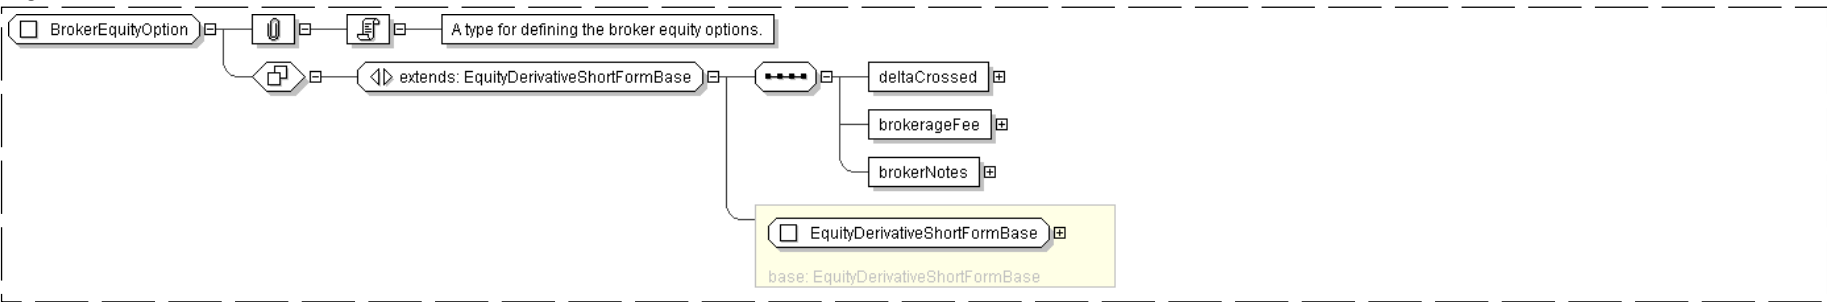 BrokerEquityOption
A type for defining the broker equity options.
extends: EquityDerivativeShortFormBase
deltaCrossed
brokerageFee
brokerNotes
EquityDerivativeShortFormBase
base: EquityDerivativeShortFormBase